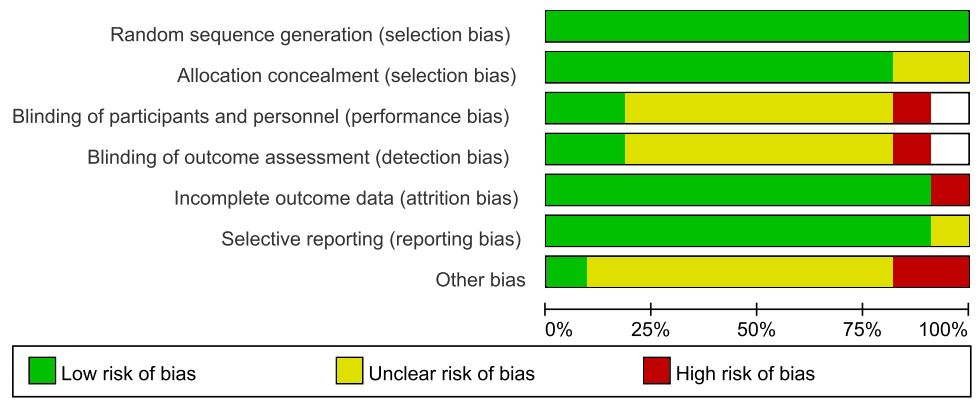 Random sequence generation (selection bias)
Allocation concealment (selection bias)
Blinding of participants and personnel (performance bias)
Blinding of outcome assessment (detection bias)
Incomplete outcome data (attrition bias)
Selective reporting (reporting bias)
Other bias
0% 25% 50% 75% 100%
Low risk of bias Unclear risk of bias High risk of bias